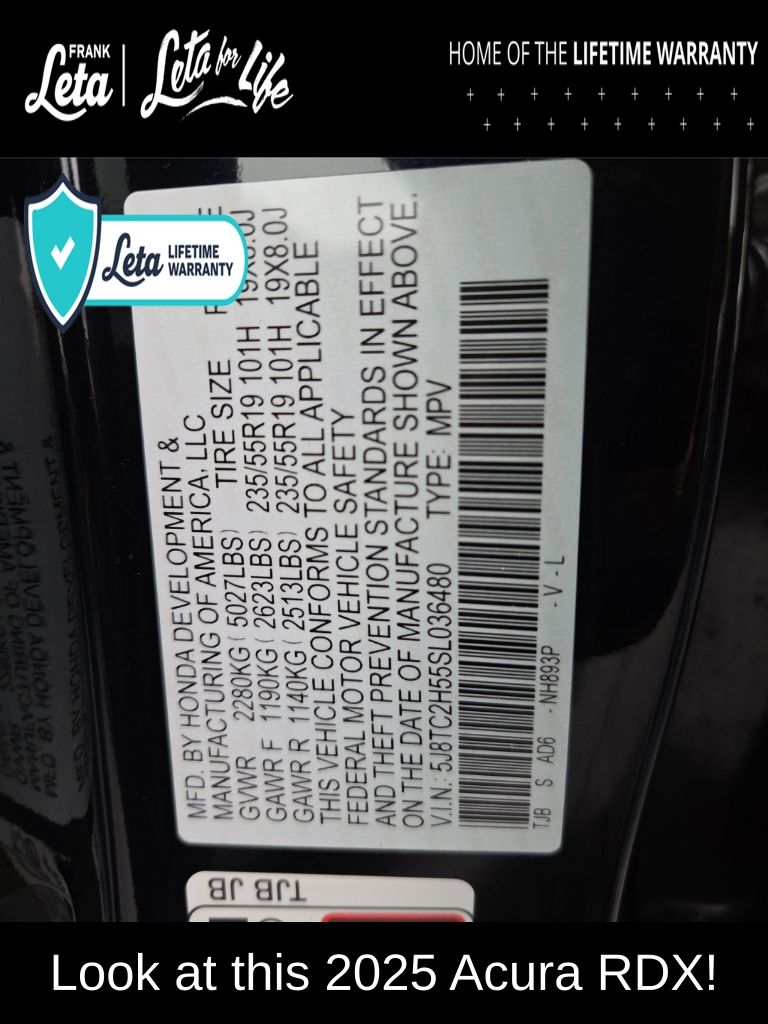 FRANK
Leta
Leta for Life
HOME OF THE LIFETIME WARRANTY
Leta LIFETIME WARRANTY
MFD. BY HONDA DEVELOPMENT &
MANUFACTURING OF AMERICA, LLC
GVWR 2280KG ( 5027LBS) TIRE SIZE
GAWR F 1190KG ( 2623LBS) 235/55R19 101H 19X8.0J
GAWR R 1140KG ( 2513LBS) 235/55R19 101H 19X8.0J
THIS VEHICLE CONFORMS TO ALL APPLICABLE
FEDERAL MOTOR VEHICLE SAFETY
AND THEFT PREVENTION STANDARDS IN EFFECT
ON THE DATE OF MANUFACTURE SHOWN ABOVE.
V.I.N.: 5J8TC2H55SL036480 TYPE: MPV
TJB S AD6 - NH893P - V - L
TJB JB
Look at this 2025 Acura RDX!